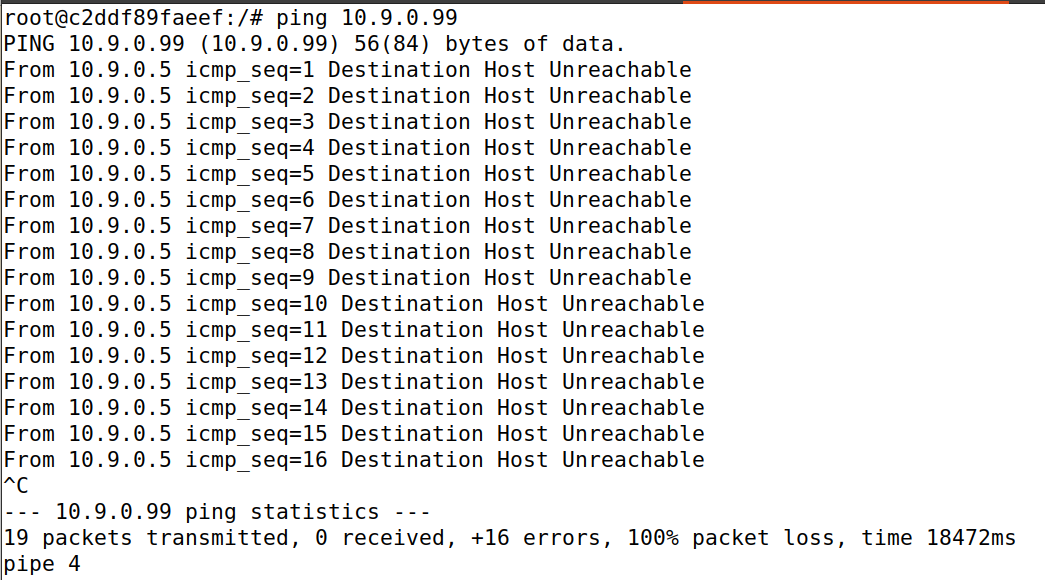 root@c2ddf89faeef:/# ping 10.9.0.99
PING 10.9.0.99 (10.9.0.99) 56(84) bytes of data.
From 10.9.0.5 icmp_seq=1 Destination Host Unreachable
From 10.9.0.5 icmp_seq=2 Destination Host Unreachable
From 10.9.0.5 icmp_seq=3 Destination Host Unreachable
From 10.9.0.5 icmp_seq=4 Destination Host Unreachable
From 10.9.0.5 icmp_seq=5 Destination Host Unreachable
From 10.9.0.5 icmp_seq=6 Destination Host Unreachable
From 10.9.0.5 icmp_seq=7 Destination Host Unreachable
From 10.9.0.5 icmp_seq=8 Destination Host Unreachable
From 10.9.0.5 icmp_seq=9 Destination Host Unreachable
From 10.9.0.5 icmp_seq=10 Destination Host Unreachable
From 10.9.0.5 icmp_seq=11 Destination Host Unreachable
From 10.9.0.5 icmp_seq=12 Destination Host Unreachable
From 10.9.0.5 icmp_seq=13 Destination Host Unreachable
From 10.9.0.5 icmp_seq=14 Destination Host Unreachable
From 10.9.0.5 icmp_seq=15 Destination Host Unreachable
From 10.9.0.5 icmp_seq=16 Destination Host Unreachable
^C
--- 10.9.0.99 ping statistics ---
19 packets transmitted, 0 received, +16 errors, 100% packet loss, time 18472ms
pipe 4